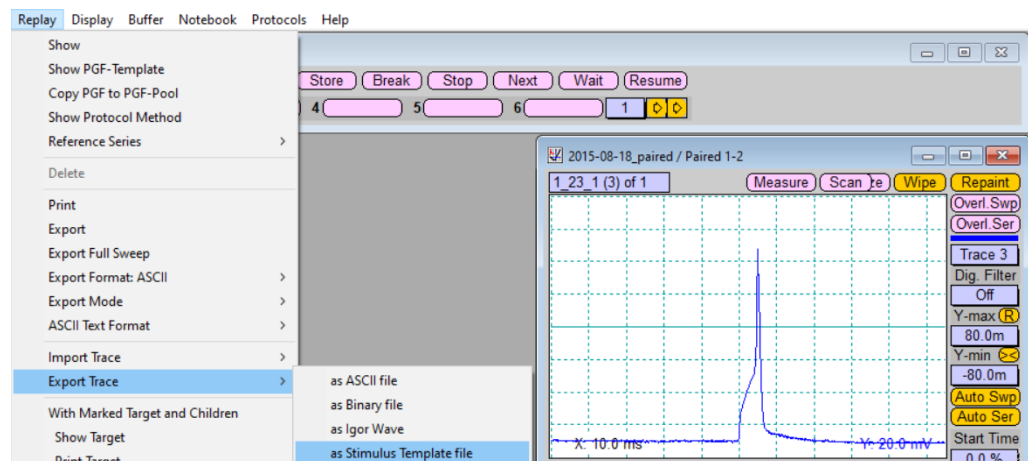 Replay Display Buffer Notebook Protocols Help
Show
Show PGF-Template
Copy PGF to PGF-Pool
Show Protocol Method
Reference Series
Delete
Print
Export
Export Full Sweep
Export Format: ASCII
Export Mode
ASCII Text Format
Import Trace
Export Trace
With Marked Target and Children
Show Target
Print Target
as ASCII file
as Binary file
as Igor Wave
as Stimulus Template file
Store Break Stop Next Wait Resume
4 5 6 1
2015-08-18_paired / Paired 1-2
1_23_1 (3) of 1 Measure Scan Wipe Repaint
Overl.Swp
Overl.Ser
Trace 3
Dig. Filter
Off
Y-max R
80.0m
Y-min ><
-80.0m
Auto Swp
Auto Ser
Start Time
0.0 %
X: 10.0 ms Y: 20.0 mV